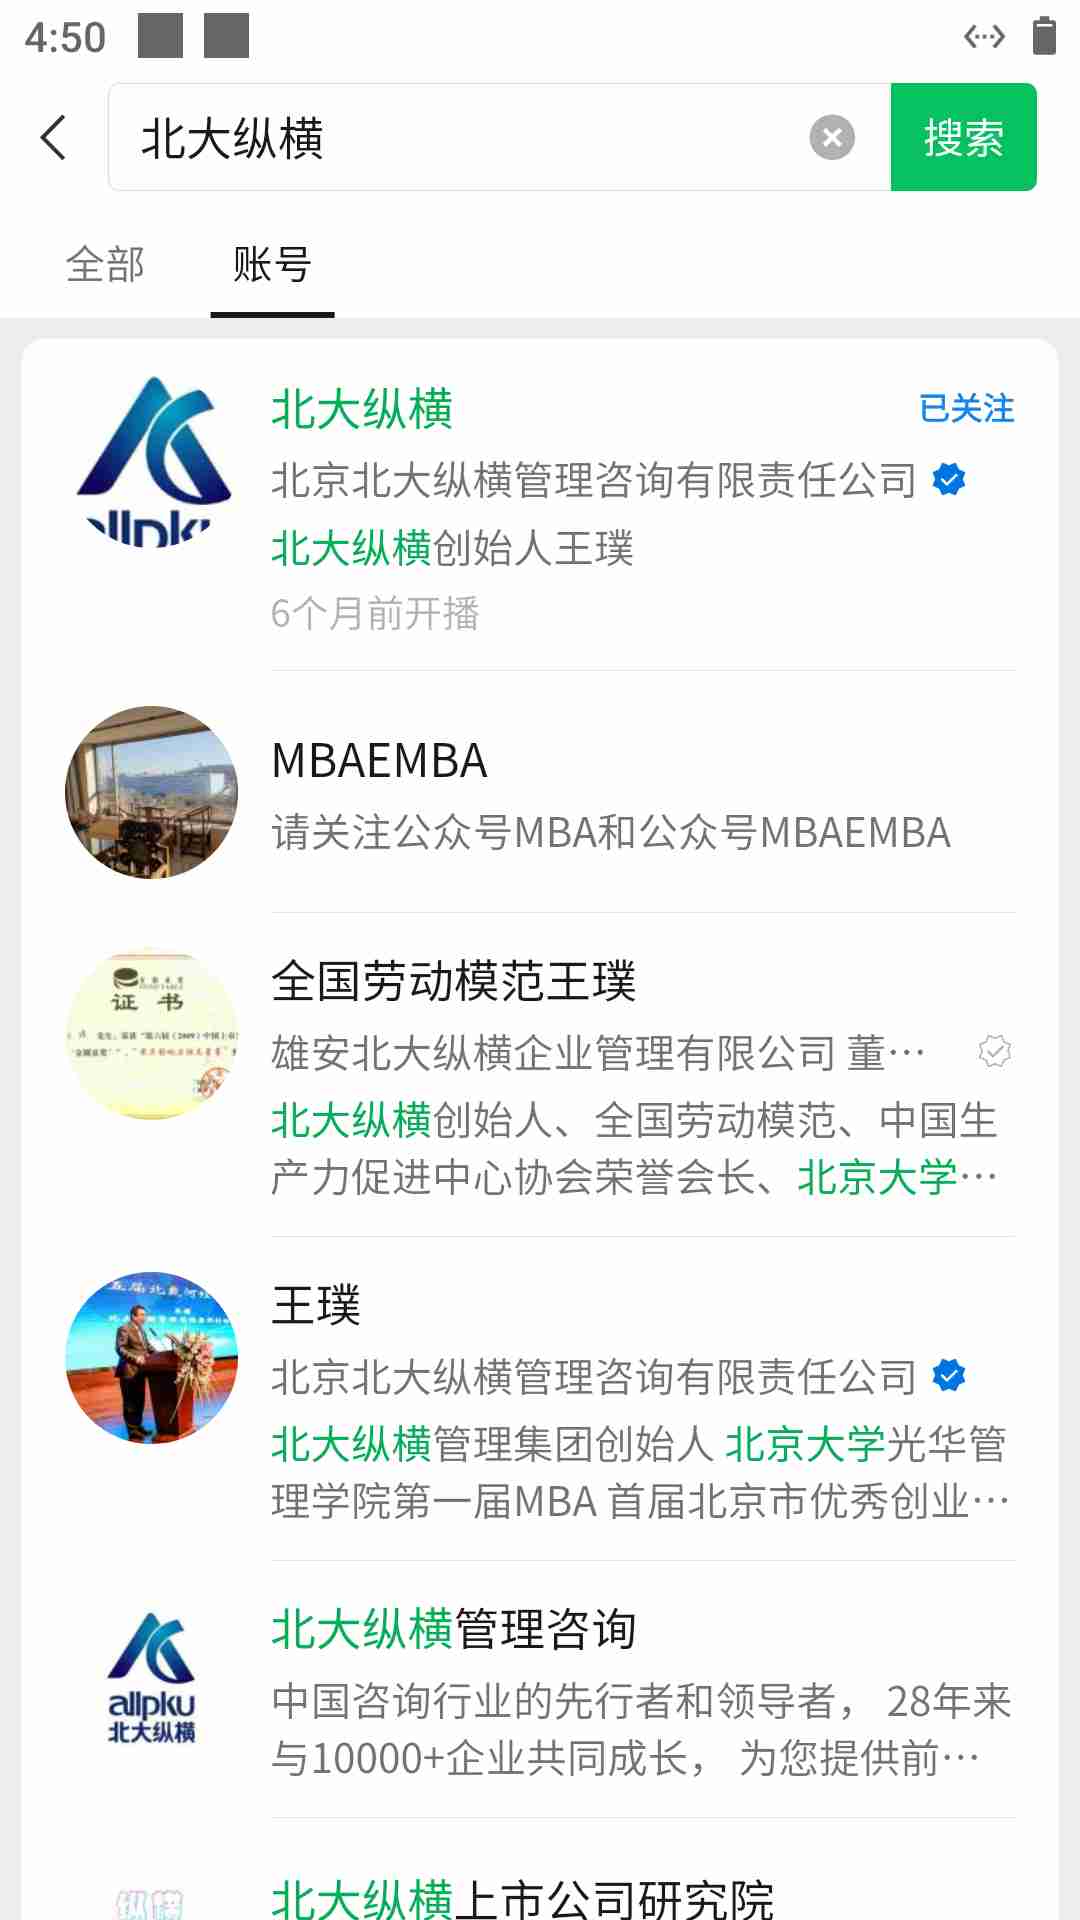 4:50
北大纵横
搜索
全部
账号
allpku
北大纵横
已关注
北京北大纵横管理咨询有限责任公司
北大纵横创始人王璞
6个月前开播
MBAEMBA
请关注公众号MBA和公众号MBAEMBA
证书
全国劳动模范王璞
雄安北大纵横企业管理有限公司 董…
北大纵横创始人、全国劳动模范、中国生
产力促进中心协会荣誉会长、北京大学…
王璞
北京北大纵横管理咨询有限责任公司
北大纵横管理集团创始人 北京大学光华管
理学院第一届MBA 首届北京市优秀创业…
allpku
北大纵横
北大纵横管理咨询
中国咨询行业的先行者和领导者， 28年来
与10000+企业共同成长， 为您提供前…
纵横
北大纵横上市公司研究院